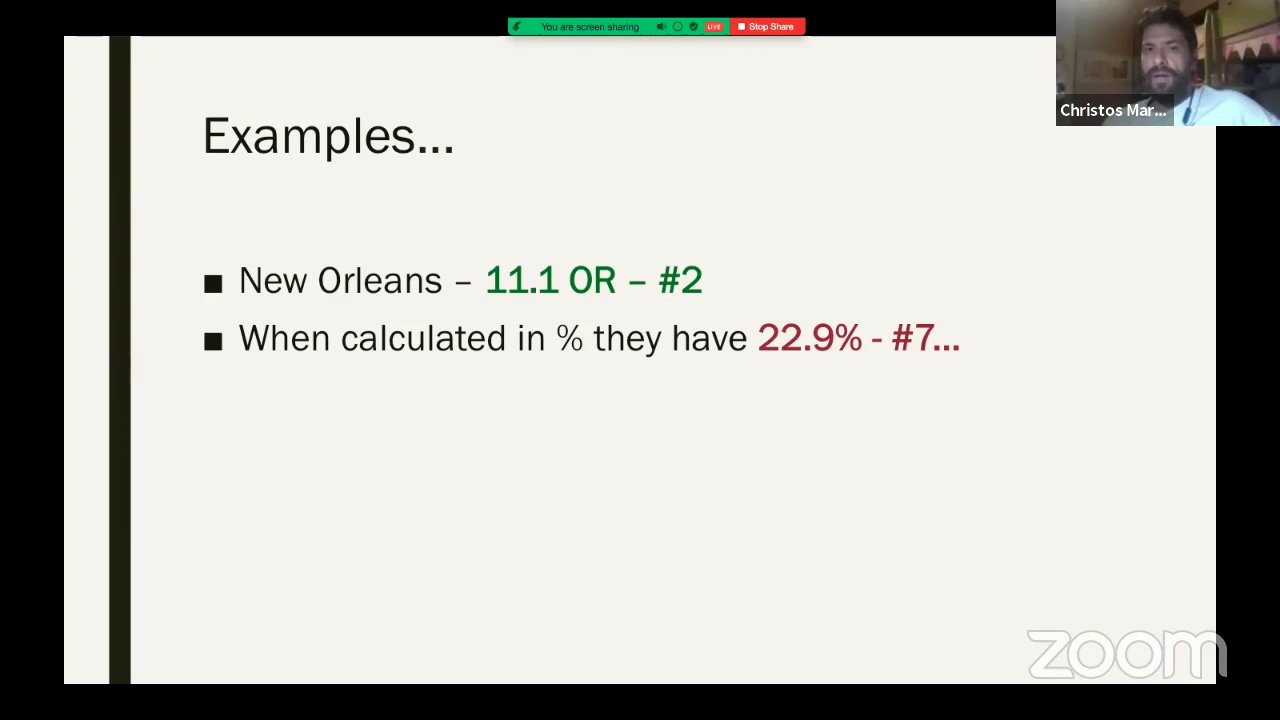 You are screen sharing
LIVE
Stop Share
Christos Mar...
Examples...
■ New Orleans – 11.1 OR – #2
■ When calculated in % they have 22.9% - #7...
zoom